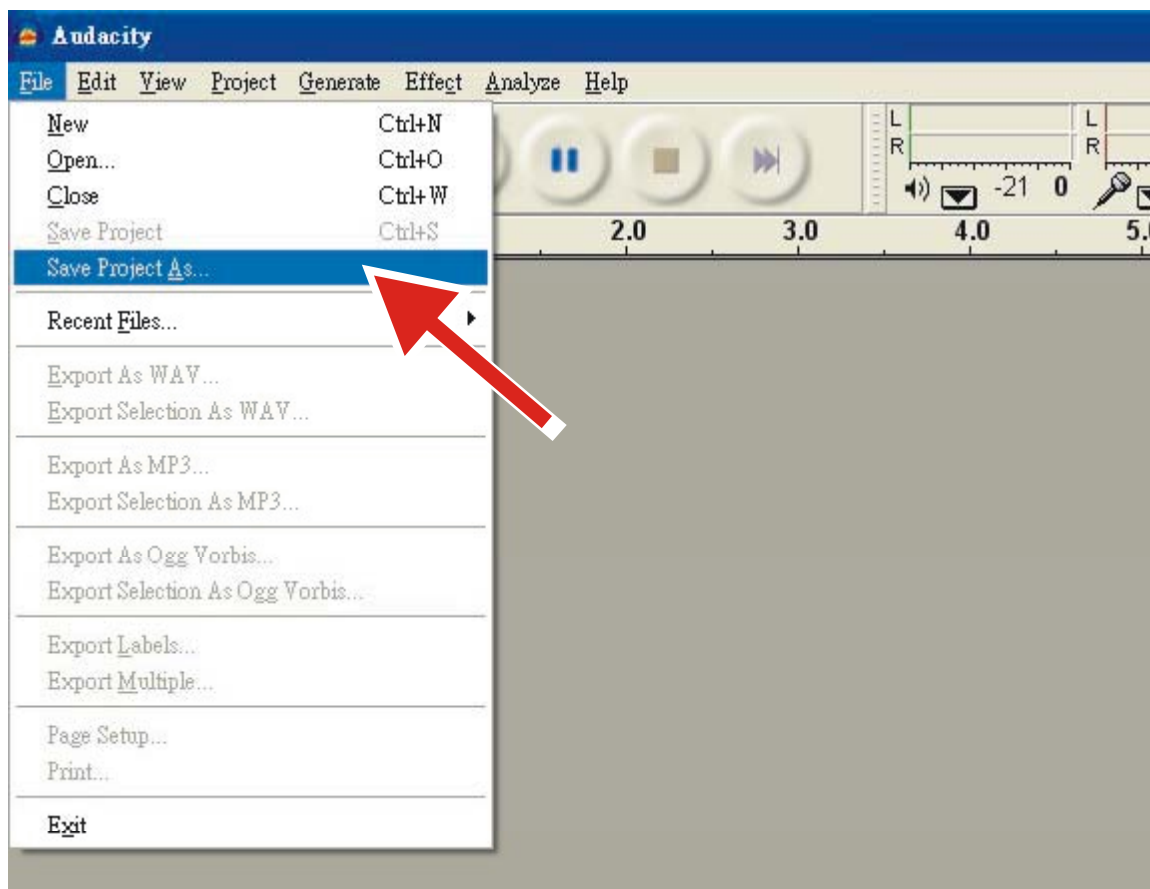 Audacity
File Edit View Project Generate Effect Analyze Help
New Ctrl+N
Open... Ctrl+O
Close Ctrl+W
Save Project Ctrl+S
Save Project As...
Recent Files...
Export As WAV...
Export Selection As WAV...
Export As MP3...
Export Selection As MP3...
Export As Ogg Vorbis...
Export Selection As Ogg Vorbis...
Export Labels...
Export Multiple...
Page Setup...
Print...
Exit
L L
R R
-21 0
2.0 3.0 4.0 5.